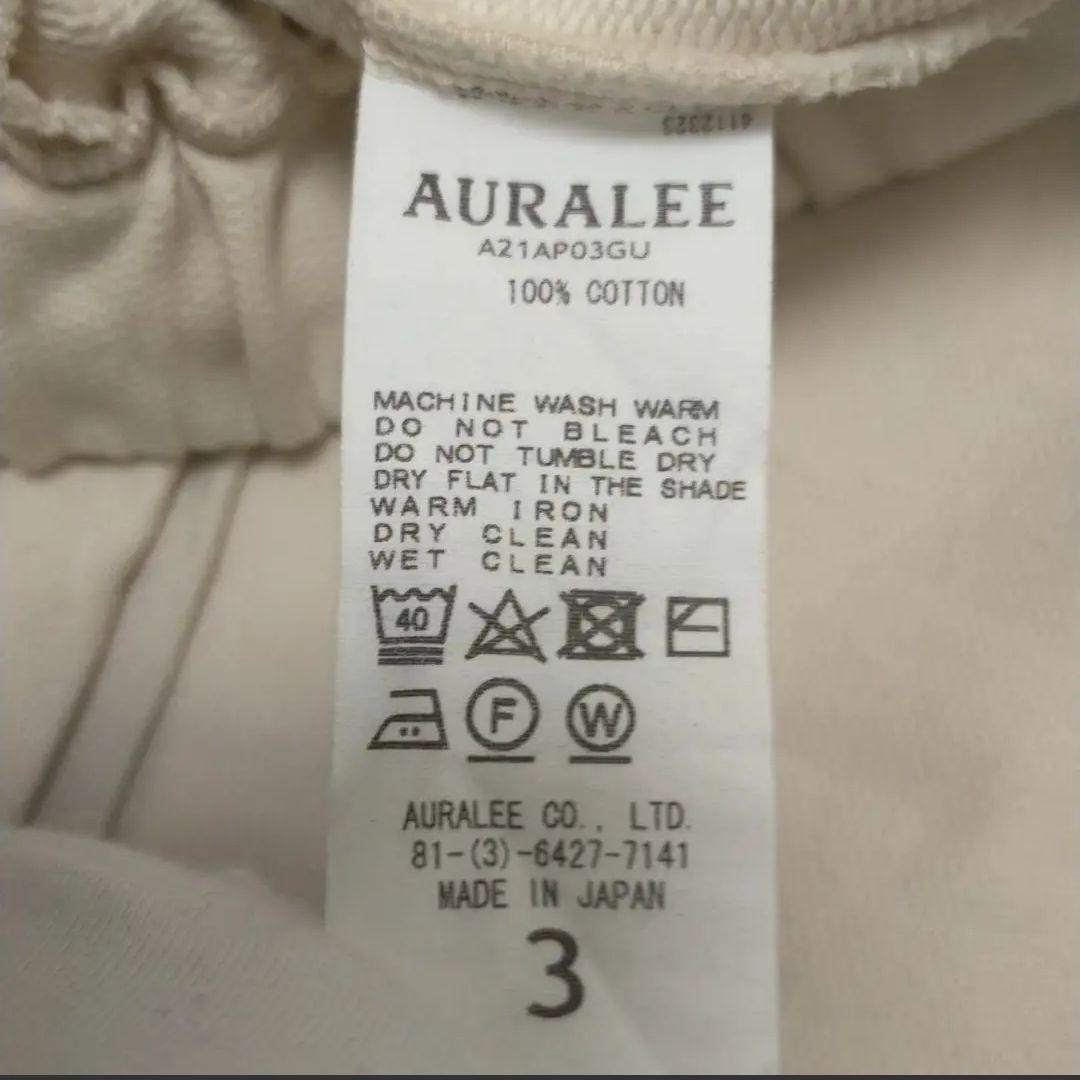 AURALEE
A21AP03GU
100% COTTON
MACHINE WASH WARM
DO NOT BLEACH
DO NOT TUMBLE DRY
DRY FLAT IN THE SHADE
WARM IRON
DRY CLEAN
WET CLEAN
40
F W
AURALEE CO., LTD.
81-(3)-6427-7141
MADE IN JAPAN
3